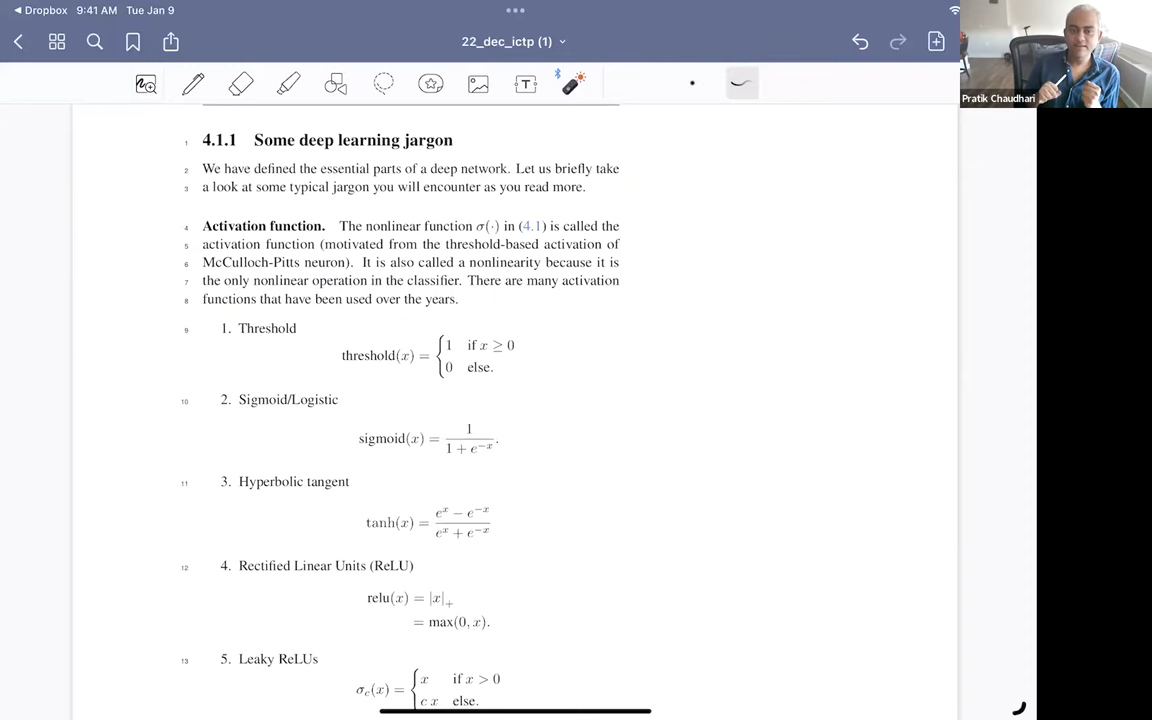 ◀ Dropbox 9:41 AM Tue Jan 9
22_dec_ictp (1)
Pratik Chaudhari
1 4.1.1 Some deep learning jargon
2 We have defined the essential parts of a deep network. Let us briefly take
3 a look at some typical jargon you will encounter as you read more.
4 Activation function. The nonlinear function σ(·) in (4.1) is called the
5 activation function (motivated from the threshold-based activation of
6 McCulloch-Pitts neuron). It is also called a nonlinearity because it is
7 the only nonlinear operation in the classifier. There are many activation
8 functions that have been used over the years.
9 1. Threshold
threshold(x) = { 1 if x ≥ 0
0 else.
10 2. Sigmoid/Logistic
sigmoid(x) = 1 / (1 + e^{-x}).
11 3. Hyperbolic tangent
tanh(x) = (e^x − e^{-x}) / (e^x + e^{-x})
12 4. Rectified Linear Units (ReLU)
relu(x) = |x|_+
= max(0, x).
13 5. Leaky ReLUs
σ_c(x) = { x if x > 0
c x else.